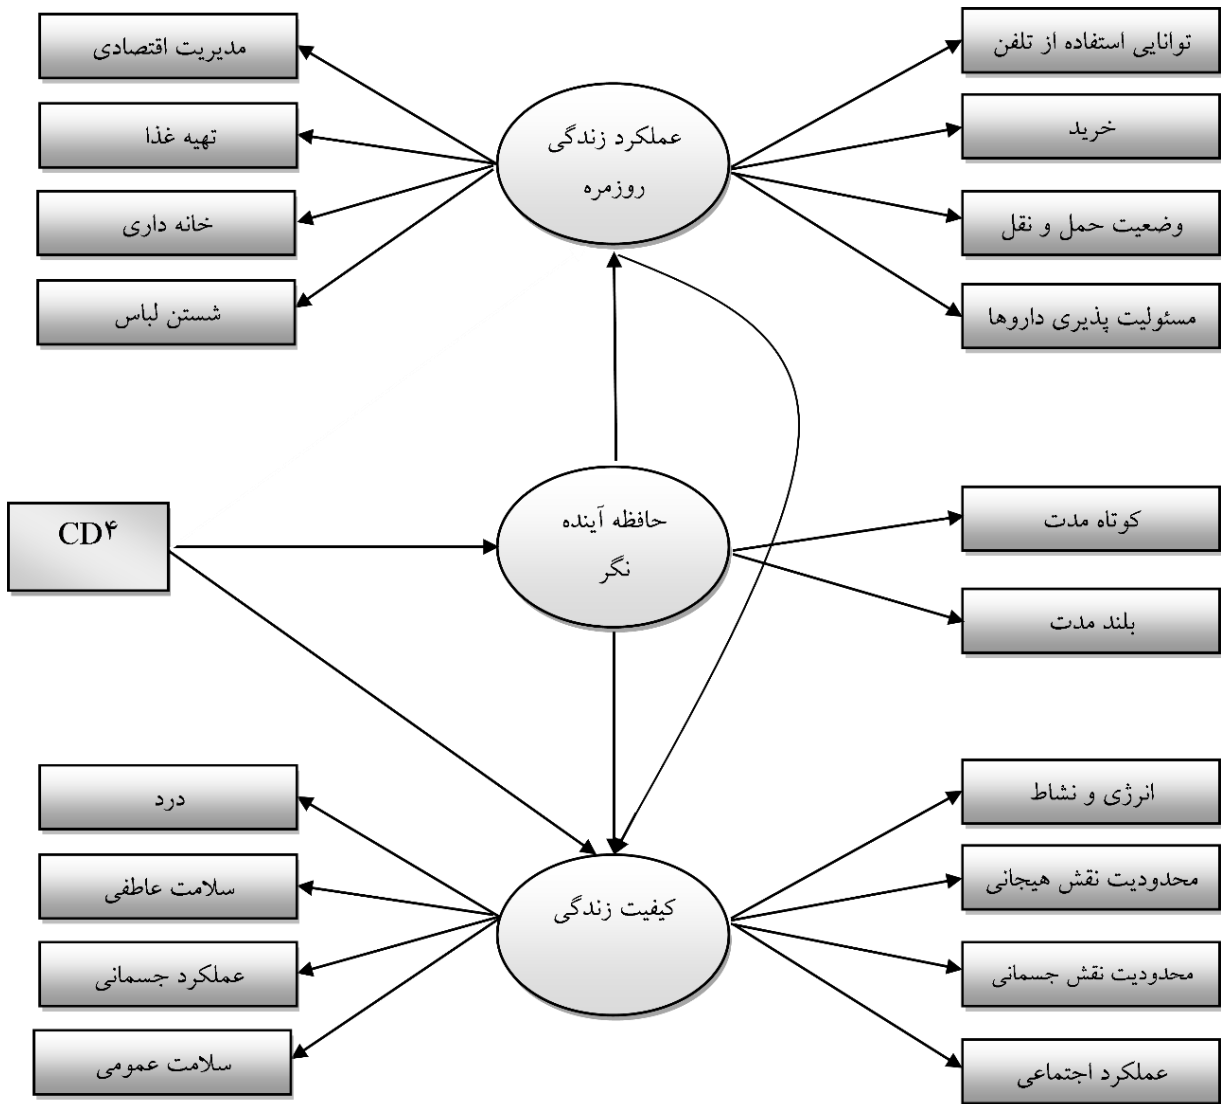 توانایی استفاده از تلفن
مدیریت اقتصادی
خرید
تهیه غذا
عملکرد زندگی
روزمره
وضعیت حمل و نقل
خانه داری
مسئولیت پذیری داروها
شستن لباس
کوتاه مدت
حافظه آینده
نگر
CD۴
بلند مدت
انرژی و نشاط
درد
محدودیت نقش هیجانی
سلامت عاطفی
کیفیت زندگی
محدودیت نقش جسمانی
عملکرد جسمانی
عملکرد اجتماعی
سلامت عمومی